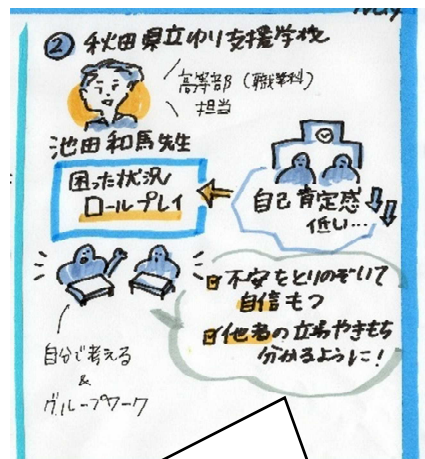 ② 秋田県立ゆり支援学校
高等部（職業科）
担当
池田和馬先生
困った状況
ロールプレイ
自己肯定感
低い…
不安をとりのぞいて
自信もつ
他者の立場やきもち
分かるように！
自分で考える
&
グループワーク